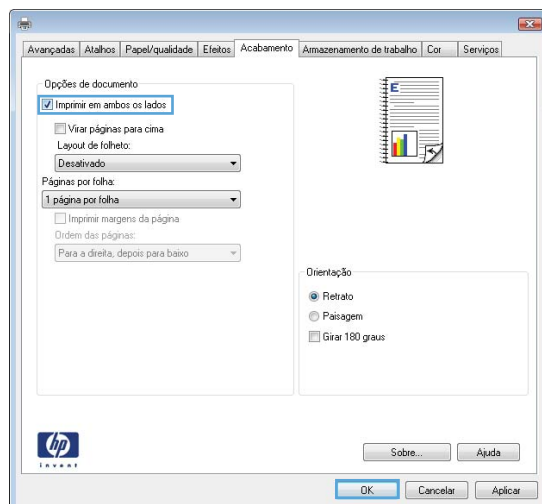 Avançadas Atalhos Papel/qualidade Efeitos Acabamento Armazenamento de trabalho Cor Serviços
Opções de documento
Imprimir em ambos os lados
Virar páginas para cima
Layout de folheto:
Desativado
Páginas por folha:
1 página por folha
Imprimir margens da página
Ordem das páginas:
Para a direita, depois para baixo
E
Orientação
Retrato
Paisagem
Girar 180 graus
hp
invent
Sobre... Ajuda
OK Cancelar Aplicar